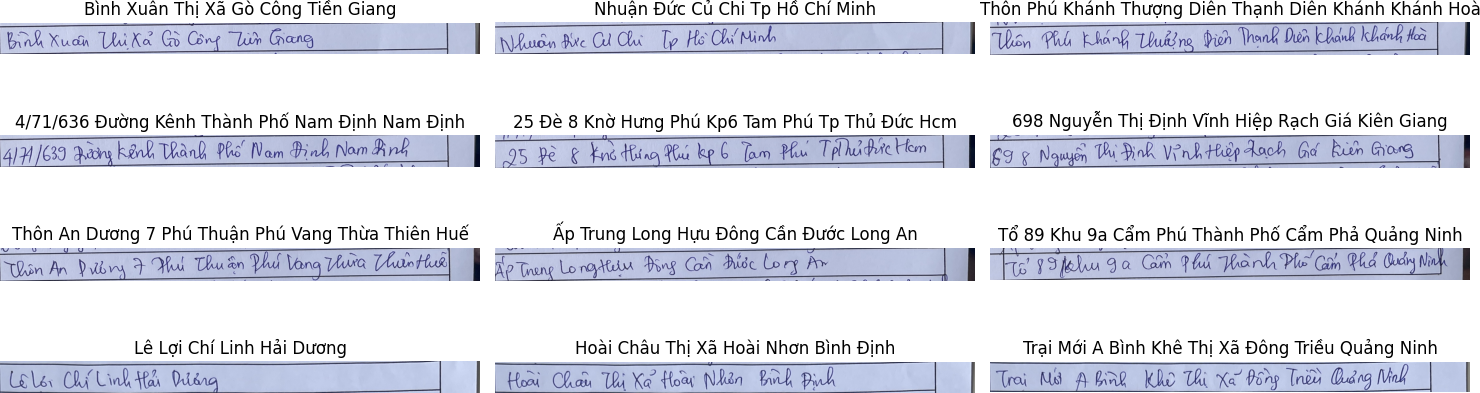 Bình Xuân Thị Xã Gò Công Tiền Giang
Nhuận Đức Củ Chi Tp Hồ Chí Minh
Thôn Phú Khánh Thượng Diên Thạnh Diên Khánh Khánh Hoà
Bình Xuân Thị Xã Gò Công Tiền Giang
Nhuận Đức Củ Chi Tp Hồ Chí Minh
Thôn Phú Khánh Thượng Diên Thạnh Diên Khánh Khánh Hoà
4/71/636 Đường Kênh Thành Phố Nam Định Nam Định
25 Đè 8 Knờ Hưng Phú Kp6 Tam Phú Tp Thủ Đức Hcm
698 Nguyễn Thị Định Vĩnh Hiệp Rạch Giá Kiên Giang
4/71/639 Đường Kênh Thành Phố Nam Định Nam Định
25 Đè 8 Knờ Hưng Phú Kp 6 Tam Phú Tp Thủ Đức Hcm
698 Nguyễn Thị Định Vĩnh Hiệp Rạch Giá Kiên Giang
Thôn An Dương 7 Phú Thuận Phú Vang Thừa Thiên Huế
Ấp Trung Long Hựu Đông Cần Đước Long An
Tổ 89 Khu 9a Cẩm Phú Thành Phố Cẩm Phả Quảng Ninh
Thôn An Dương 7 Phú Thuận Phú Vang Thừa Thiên Huế
Ấp Trung Long Hựu Đông Cần Đước Long An
Tổ 89 Khu 9a Cẩm Phú Thành Phố Cẩm Phả Quảng Ninh
Lê Lợi Chí Linh Hải Dương
Hoài Châu Thị Xã Hoài Nhơn Bình Định
Trại Mới A Bình Khê Thị Xã Đông Triều Quảng Ninh
Lê Lợi Chí Linh Hải Dương
Hoài Châu Thị Xã Hoài Nhơn Bình Định
Trại Mới A Bình Khê Thị Xã Đông Triều Quảng Ninh